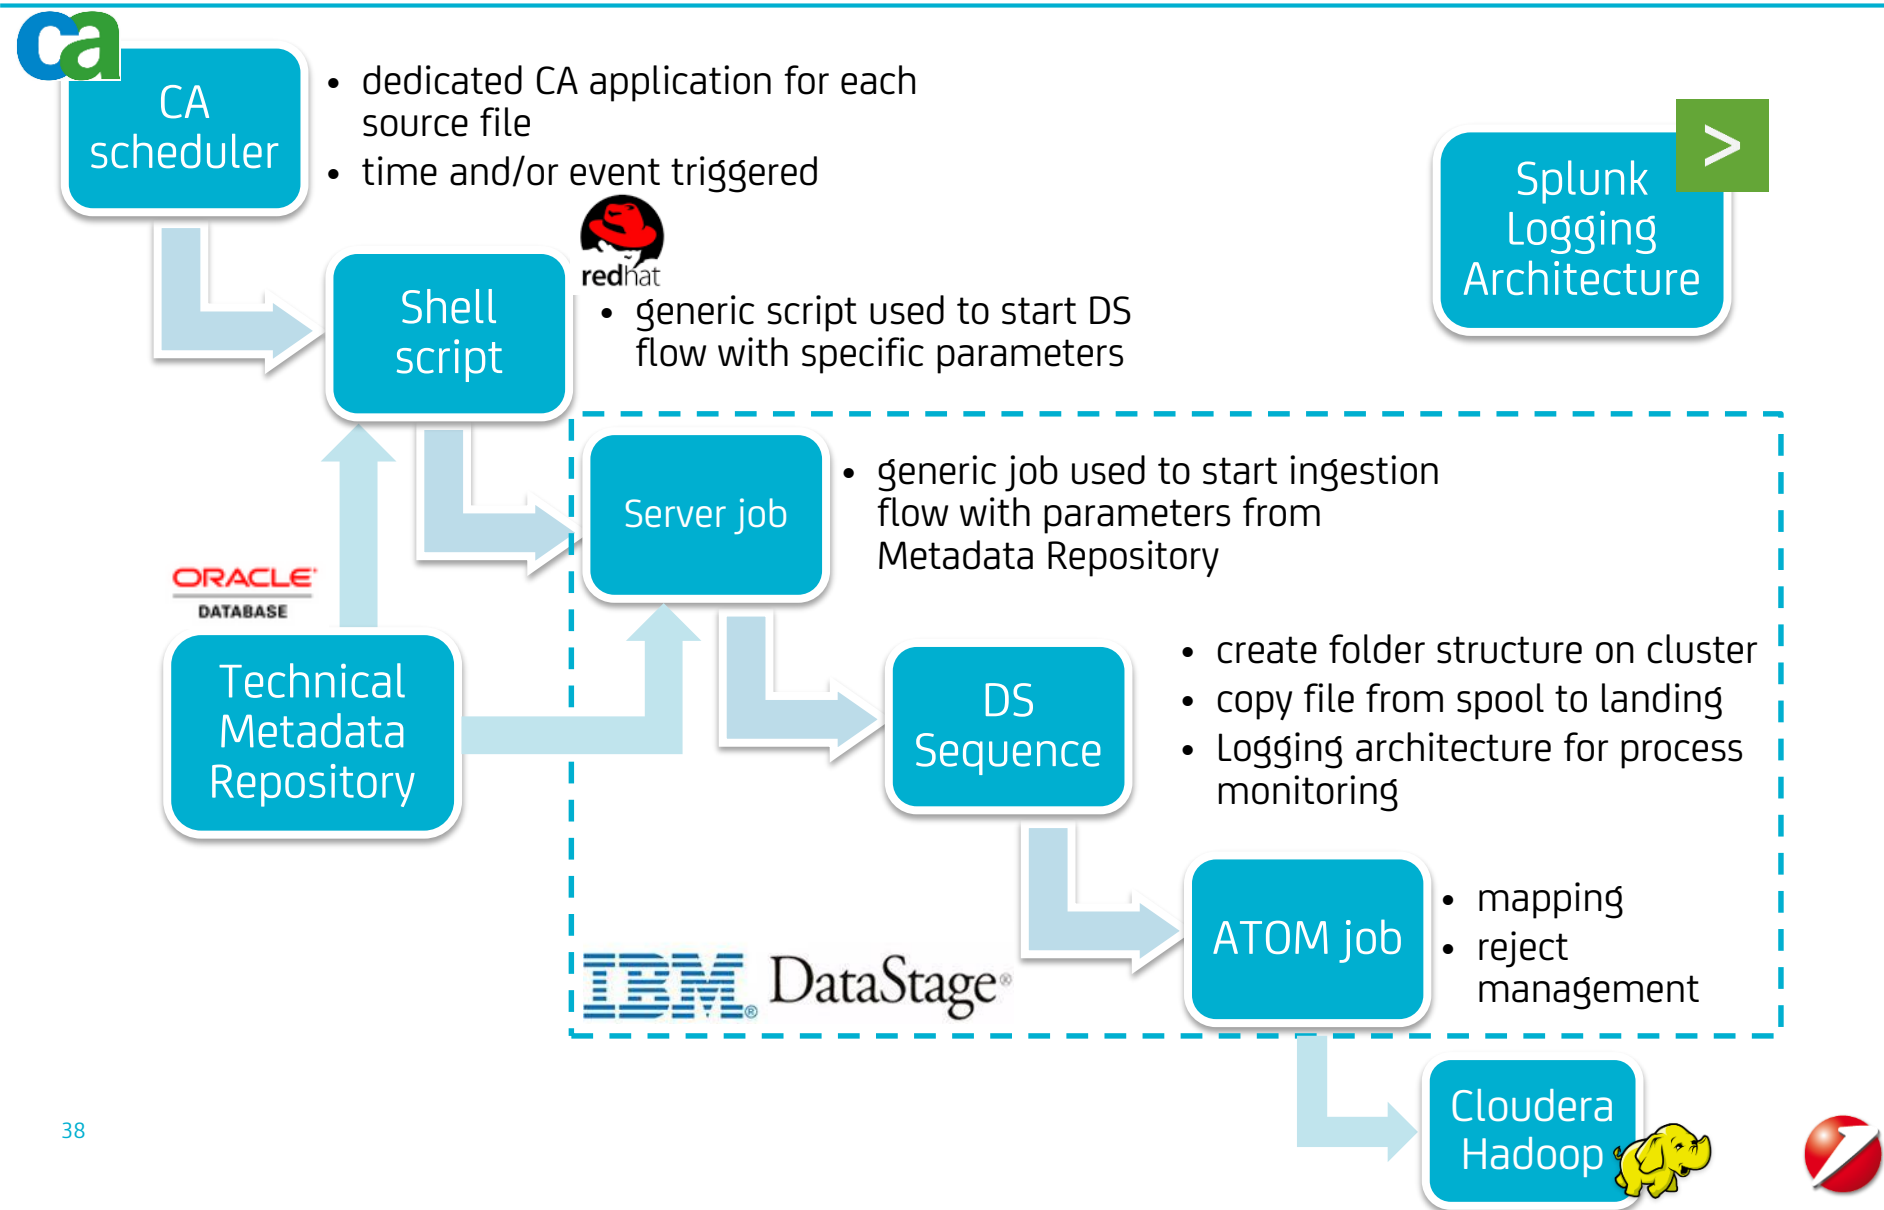 ca
CA
scheduler
• dedicated CA application for each
source file
• time and/or event triggered
>
Splunk
Logging
Architecture
redhat
Shell
script
• generic script used to start DS
flow with specific parameters
Server job
• generic job used to start ingestion
flow with parameters from
Metadata Repository
ORACLE
DATABASE
Technical
Metadata
Repository
DS
Sequence
• create folder structure on cluster
• copy file from spool to landing
• Logging architecture for process
monitoring
ATOM job
• mapping
• reject
management
IBM® DataStage®
Cloudera
Hadoop
38